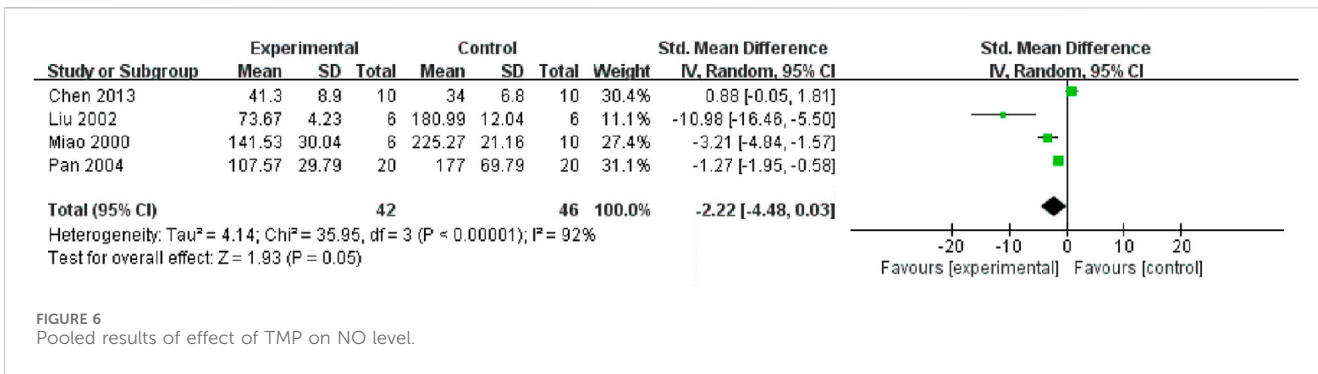 Experimental Control Std. Mean Difference Std. Mean Difference
Study or Subgroup Mean SD Total Mean SD Total Weight IV, Random, 95% CI IV, Random, 95% CI
Chen 2013 41.3 8.9 10 34 6.8 10 30.4% 0.88 [-0.05, 1.81]
Liu 2002 73.67 4.23 6 180.99 12.04 6 11.1% -10.98 [-16.46, -5.50]
Miao 2000 141.53 30.04 6 225.27 21.16 10 27.4% -3.21 [-4.84, -1.57]
Pan 2004 107.57 29.79 20 177 69.79 20 31.1% -1.27 [-1.95, -0.58]
Total (95% CI) 42 46 100.0% -2.22 [-4.48, 0.03]
Heterogeneity: Tau² = 4.14; Chi² = 35.95, df = 3 (P < 0.00001); I² = 92%
Test for overall effect: Z = 1.93 (P = 0.05)
-20 -10 0 10 20
Favours [experimental] Favours [control]
FIGURE 6
Pooled results of effect of TMP on NO level.